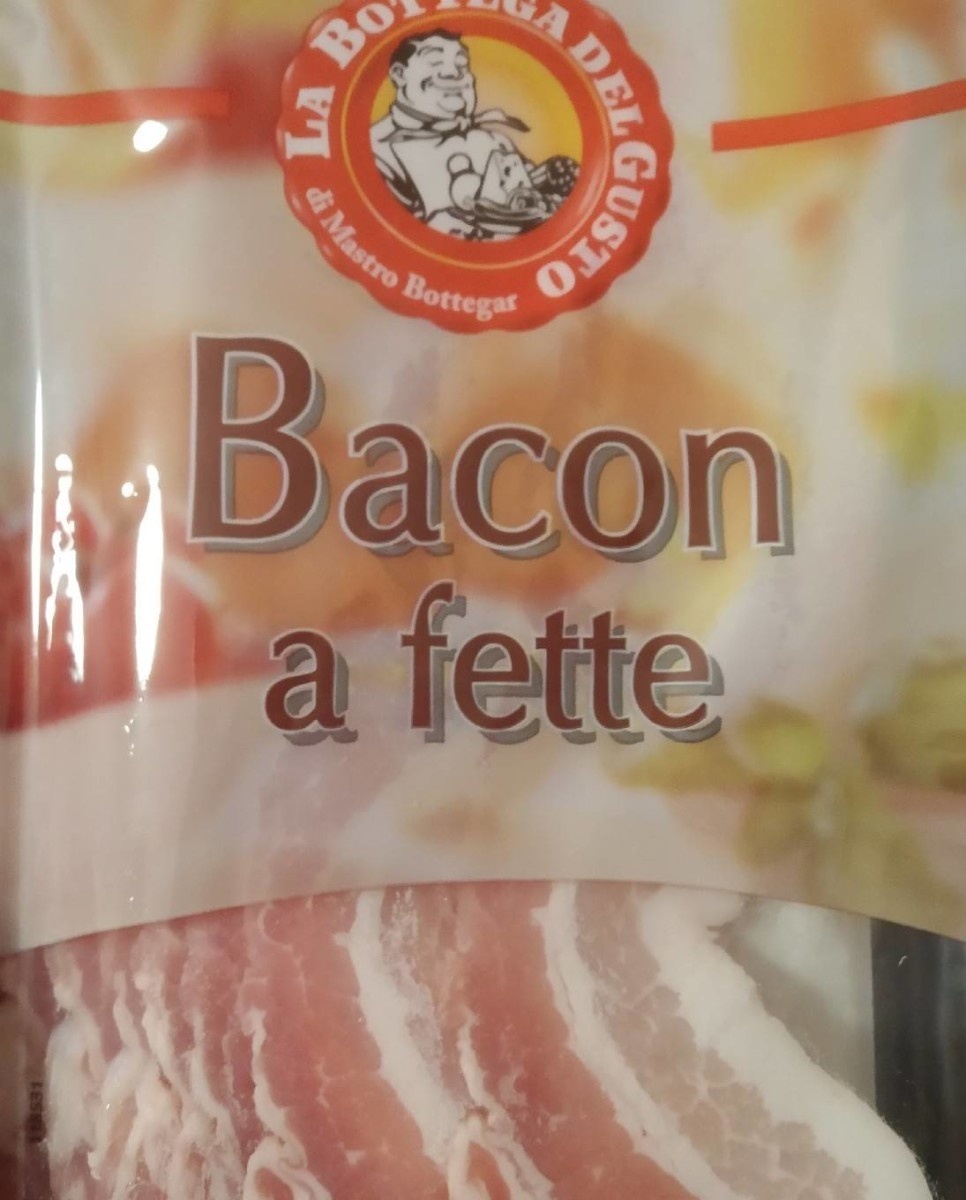 LA BOTTEGA DEL GUSTO
di Mastro Bottegar
Bacon
a fette